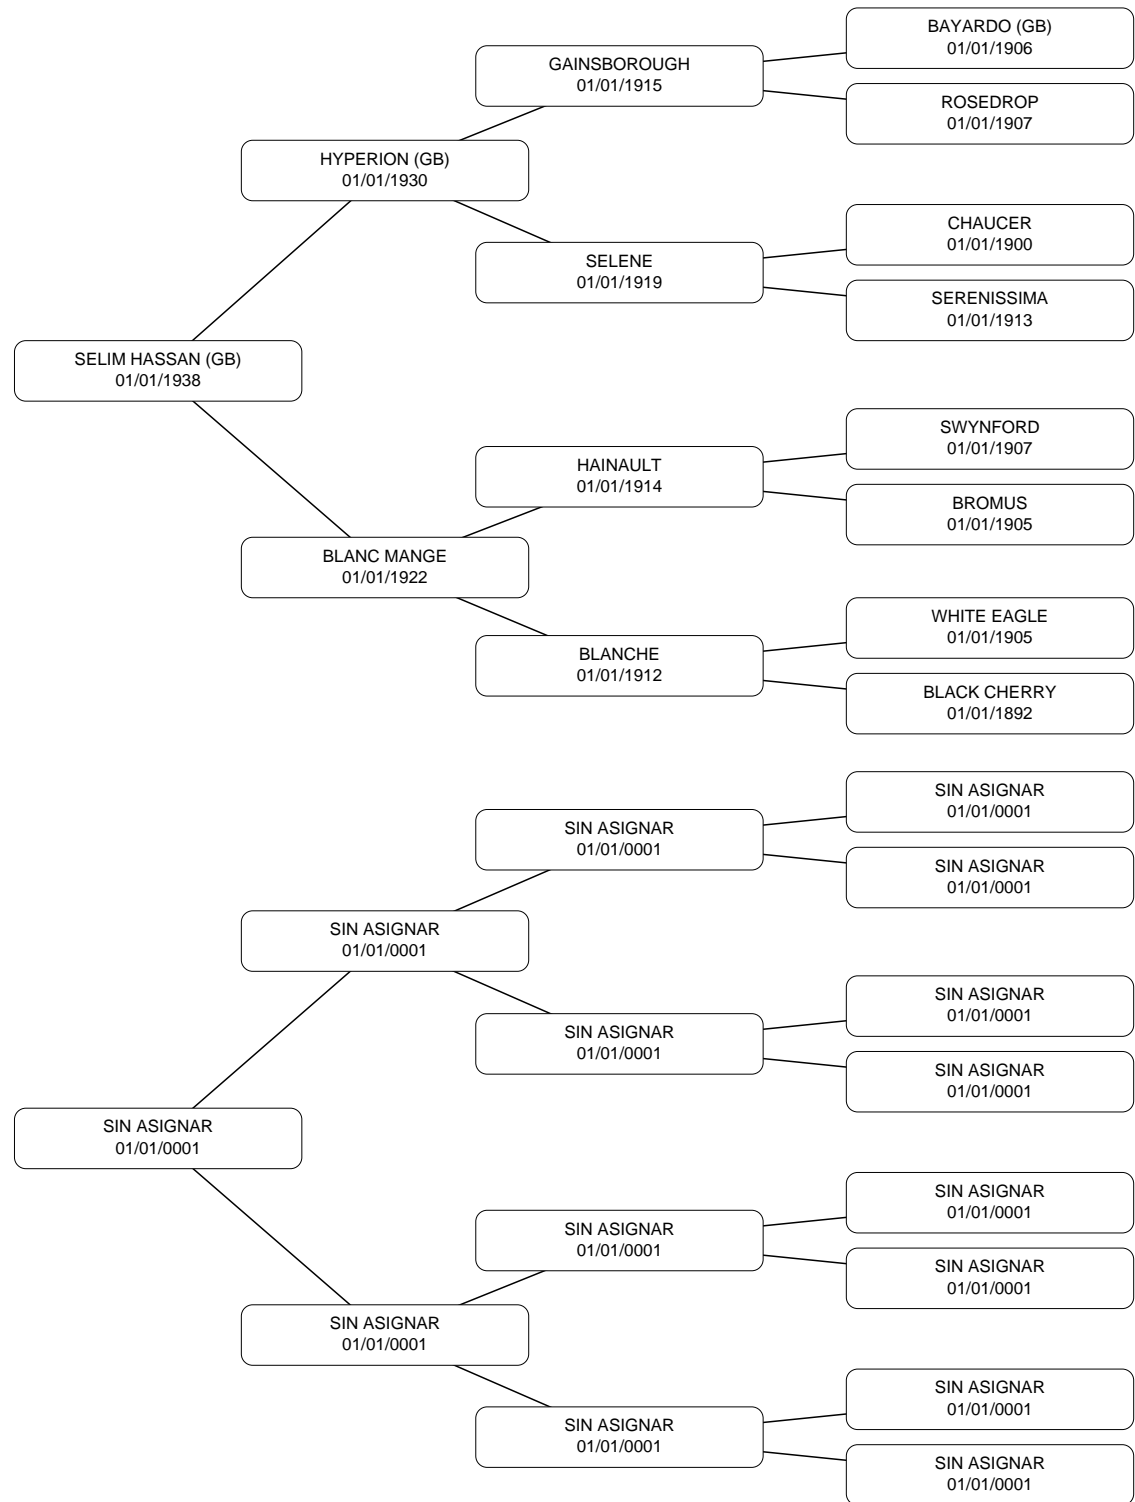 BAYARDO (GB)
01/01/1906
GAINSBOROUGH
01/01/1915
ROSEDROP
01/01/1907
HYPERION (GB)
01/01/1930
CHAUCER
01/01/1900
SELENE
01/01/1919
SERENISSIMA
01/01/1913
SELIM HASSAN (GB)
01/01/1938
SWYNFORD
01/01/1907
HAINAULT
01/01/1914
BROMUS
01/01/1905
BLANC MANGE
01/01/1922
WHITE EAGLE
01/01/1905
BLANCHE
01/01/1912
BLACK CHERRY
01/01/1892
SIN ASIGNAR
01/01/0001
SIN ASIGNAR
01/01/0001
SIN ASIGNAR
01/01/0001
SIN ASIGNAR
01/01/0001
SIN ASIGNAR
01/01/0001
SIN ASIGNAR
01/01/0001
SIN ASIGNAR
01/01/0001
SIN ASIGNAR
01/01/0001
SIN ASIGNAR
01/01/0001
SIN ASIGNAR
01/01/0001
SIN ASIGNAR
01/01/0001
SIN ASIGNAR
01/01/0001
SIN ASIGNAR
01/01/0001
SIN ASIGNAR
01/01/0001
SIN ASIGNAR
01/01/0001